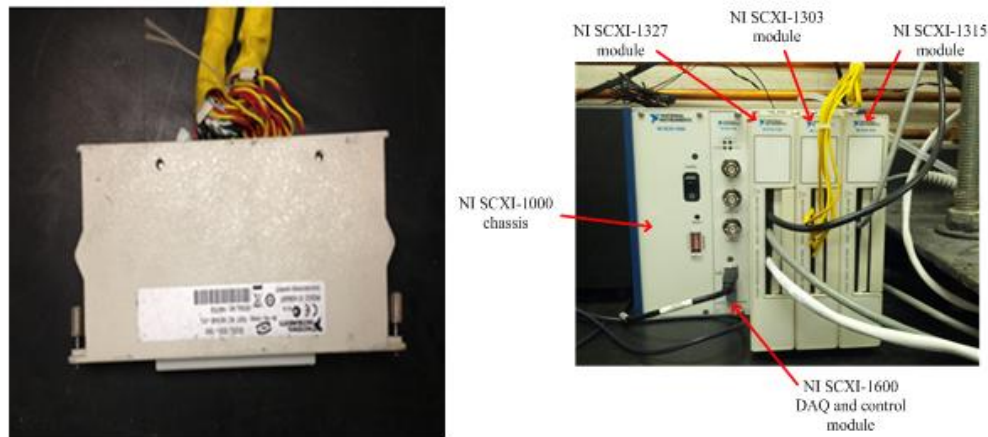 NI SCXI-1327
module
NI SCXI-1303
module
NI SCXI-1315
module
NI SCXI-1000
chassis
NI SCXI-1600
DAQ and control
module